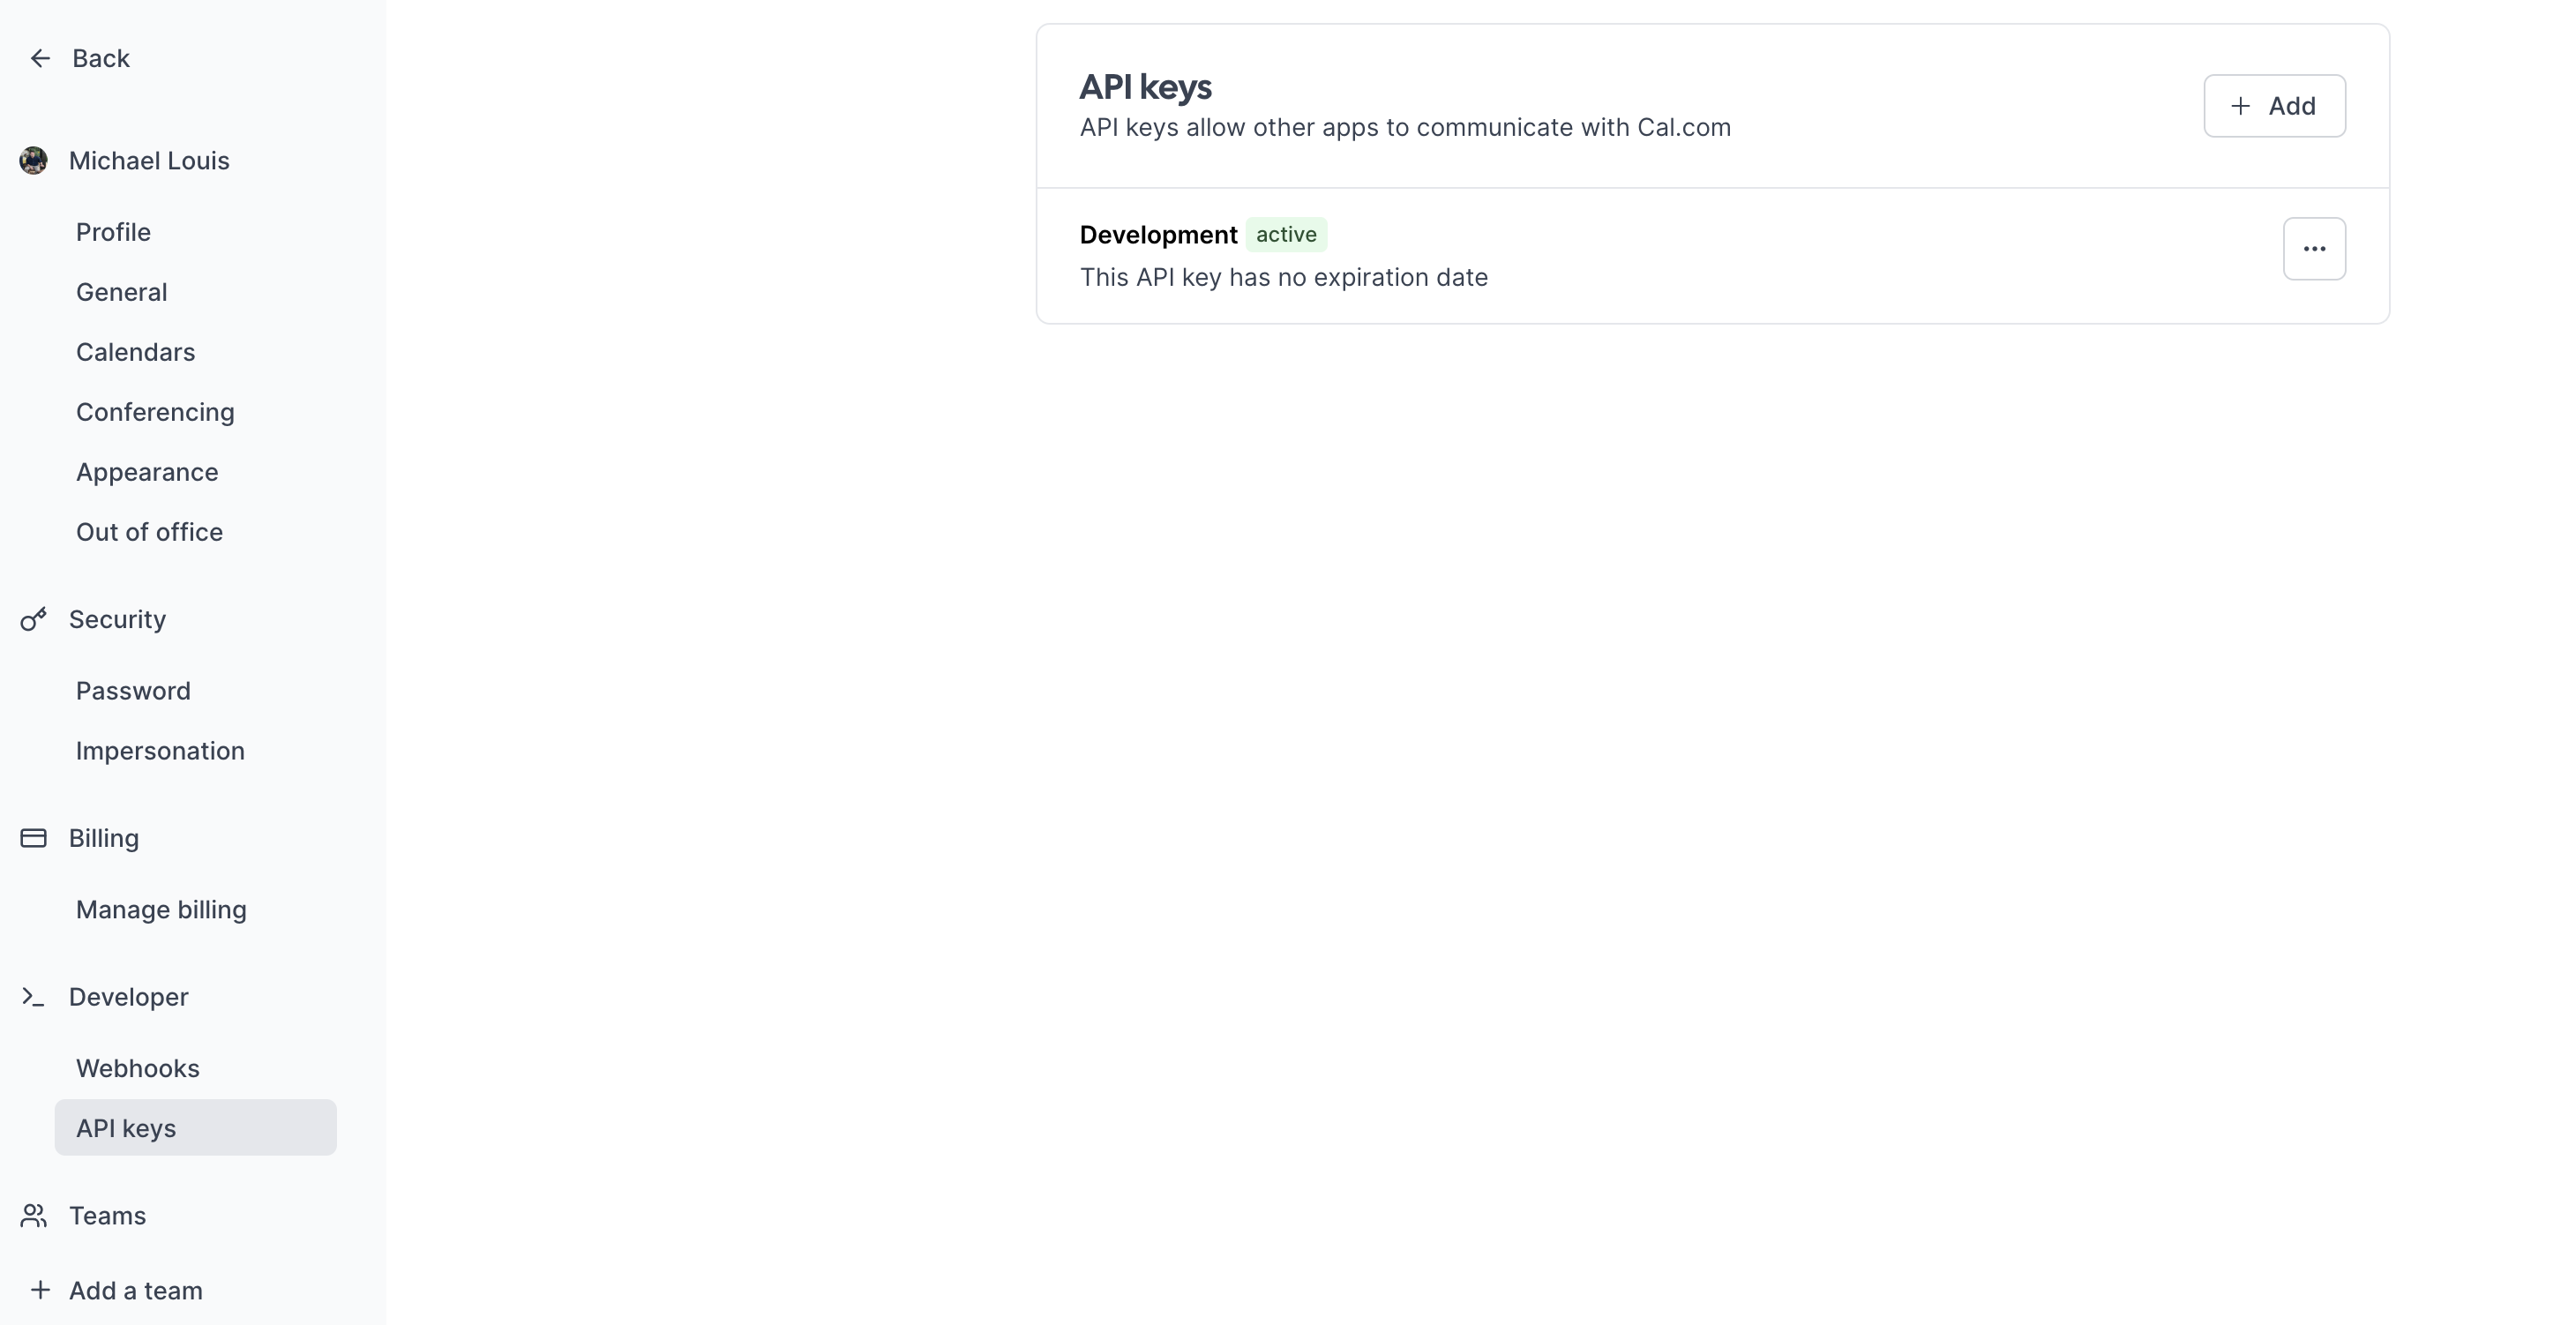 Back
Michael Louis
Profile
General
Calendars
Conferencing
Appearance
Out of office
Security
Password
Impersonation
Billing
Manage billing
Developer
Webhooks
API keys
Teams
Add a team
API keys
API keys allow other apps to communicate with Cal.com
Add
Development active
This API key has no expiration date